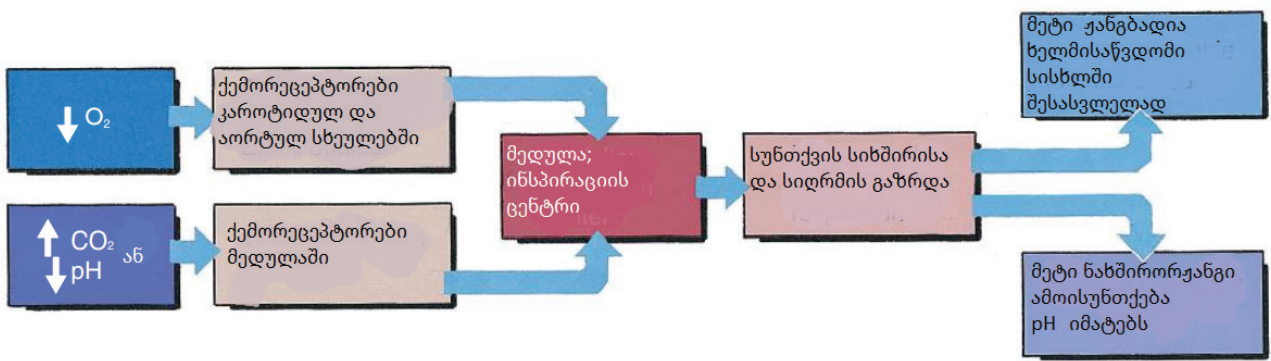 ↓ O₂
ქემორეცეპტორები
კაროტიდულ და
აორტულ სხეულებში
↑ CO₂ ან
↓ pH
ქემორეცეპტორები
მედულაში
მედულა;
ინსპირაციის
ცენტრი
სუნთქვის სიხშირისა
და სიღრმის გაზრდა
მეტი ჟანგბადია
ხელმისაწვდომი
სისხლში
შესასვლელად
მეტი ნახშირორჟანგი
ამოისუნთქება
pH იმატებს